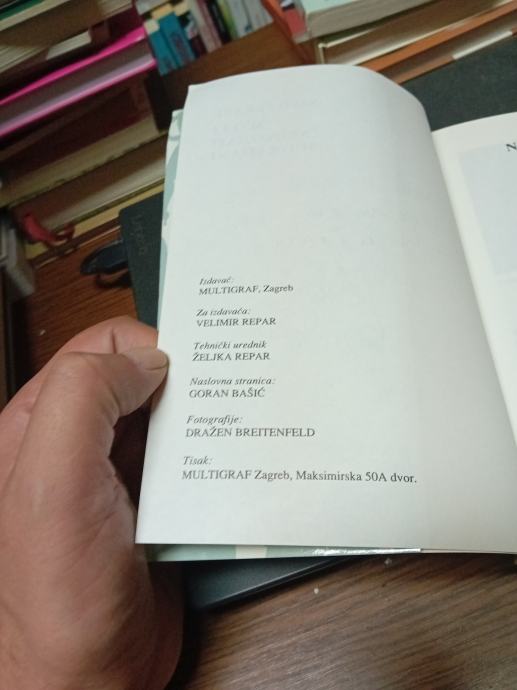 Izdavač:
MULTIGRAF, Zagreb
Za izdavača:
VELIMIR REPAR
Tehnički urednik
ŽELJKA REPAR
Naslovna stranica:
GORAN BAŠIĆ
Fotografije:
DRAŽEN BREITENFELD
Tisak:
MULTIGRAF Zagreb, Maksimirska 50A dvor.
N